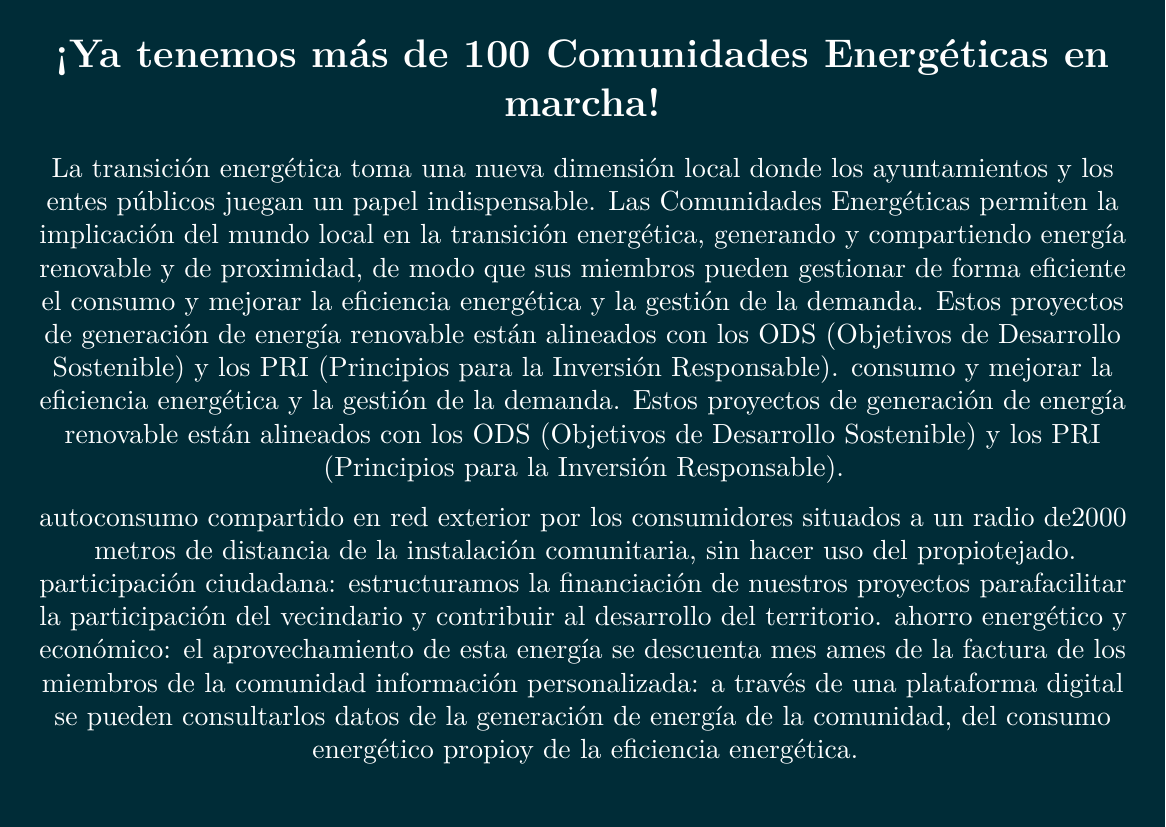 ¡Ya tenemos más de 100 Comunidades Energéticas en
marcha!
La transición energética toma una nueva dimensión local donde los ayuntamientos y los
entes públicos juegan un papel indispensable. Las Comunidades Energéticas permiten la
implicación del mundo local en la transición energética, generando y compartiendo energía
renovable y de proximidad, de modo que sus miembros pueden gestionar de forma eficiente
el consumo y mejorar la eficiencia energética y la gestión de la demanda. Estos proyectos
de generación de energía renovable están alineados con los ODS (Objetivos de Desarrollo
Sostenible) y los PRI (Principios para la Inversión Responsable). consumo y mejorar la
eficiencia energética y la gestión de la demanda. Estos proyectos de generación de energía
renovable están alineados con los ODS (Objetivos de Desarrollo Sostenible) y los PRI
(Principios para la Inversión Responsable).
autoconsumo compartido en red exterior por los consumidores situados a un radio de2000
metros de distancia de la instalación comunitaria, sin hacer uso del propiotejado.
participación ciudadana: estructuramos la financiación de nuestros proyectos parafacilitar
la participación del vecindario y contribuir al desarrollo del territorio. ahorro energético y
económico: el aprovechamiento de esta energía se descuenta mes ames de la factura de los
miembros de la comunidad información personalizada: a través de una plataforma digital
se pueden consultarlos datos de la generación de energía de la comunidad, del consumo
energético propioy de la eficiencia energética.